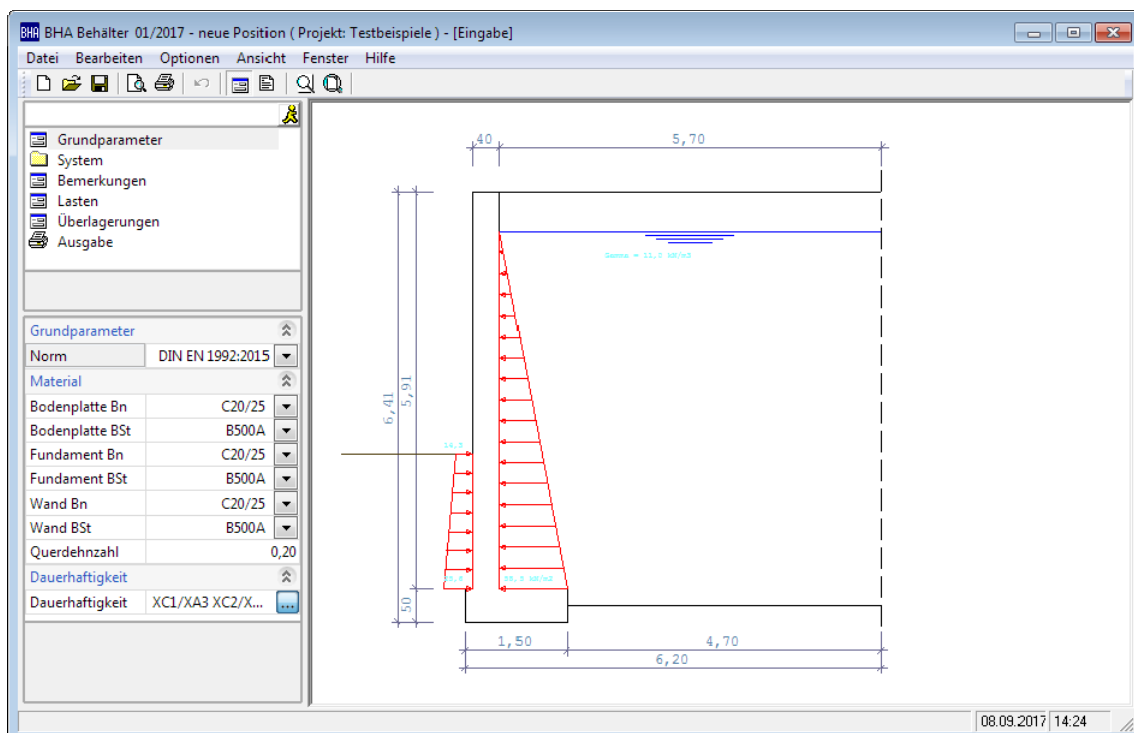 BHA BHA Behälter 01/2017 - neue Position ( Projekt: Testbeispiele ) - [Eingabe]
Datei Bearbeiten Optionen Ansicht Fenster Hilfe
Grundparameter
System
Bemerkungen
Lasten
Überlagerungen
Ausgabe
Grundparameter
Norm DIN EN 1992:2015
Material
Bodenplatte Bn C20/25
Bodenplatte BSt B500A
Fundament Bn C20/25
Fundament BSt B500A
Wand Bn C20/25
Wand BSt B500A
Querdehnzahl 0,20
Dauerhaftigkeit
Dauerhaftigkeit XC1/XA3 XC2/X... ...
40 5,70
6,41
5,91
50
1,50 4,70
6,20
08.09.2017 14:24